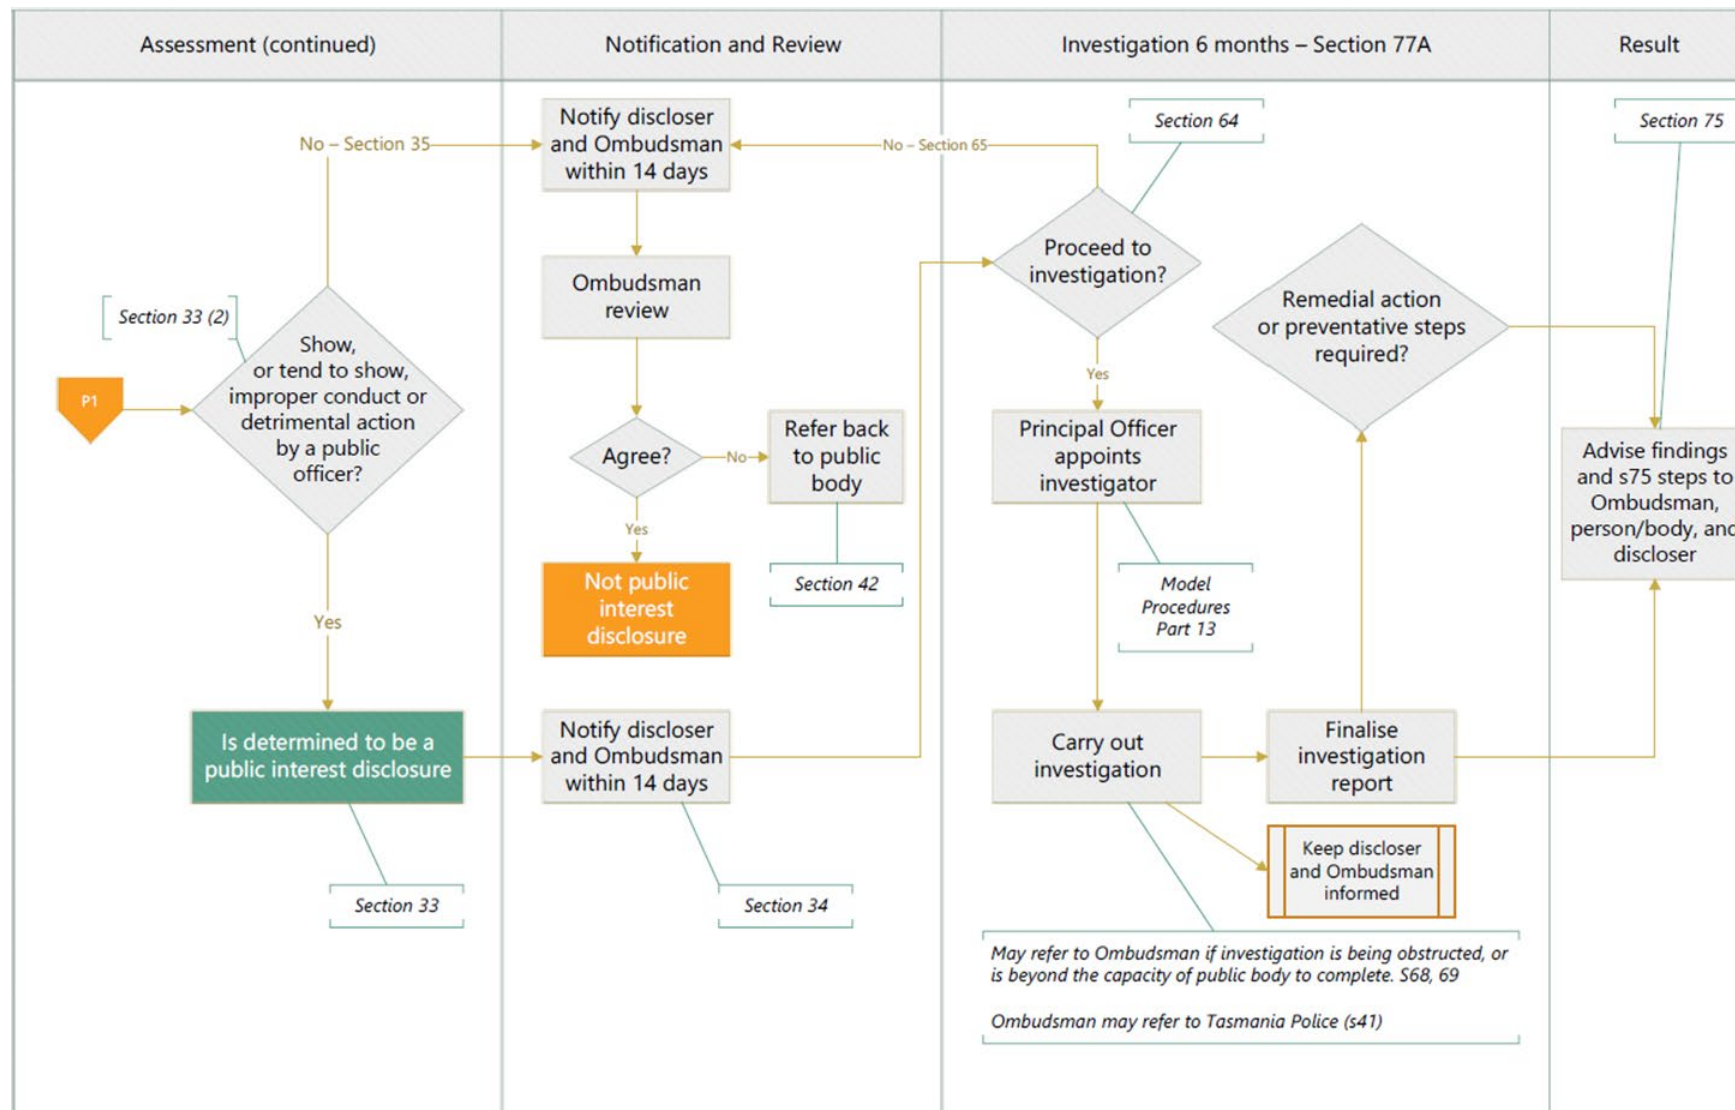 Assessment (continued)
Notification and Review
Investigation 6 months – Section 77A
Result
P1
Section 33 (2)
Show,
or tend to show,
improper conduct or
detrimental action
by a public
officer?
No – Section 35
Yes
Is determined to be a
public interest disclosure
Section 33
Notify discloser
and Ombudsman
within 14 days
Ombudsman
review
Agree?
No
Refer back
to public
body
Section 42
Yes
Not public
interest
disclosure
Notify discloser
and Ombudsman
within 14 days
Section 34
No – Section 65
Section 64
Proceed to
investigation?
Yes
Principal Officer
appoints
investigator
Model
Procedures
Part 13
Carry out
investigation
Finalise
investigation
report
Keep discloser
and Ombudsman
informed
May refer to Ombudsman if investigation is being obstructed, or
is beyond the capacity of public body to complete. S68, 69
Ombudsman may refer to Tasmania Police (s41)
Remedial action
or preventative steps
required?
Section 75
Advise findings
and s75 steps to
Ombudsman,
person/body, and
discloser